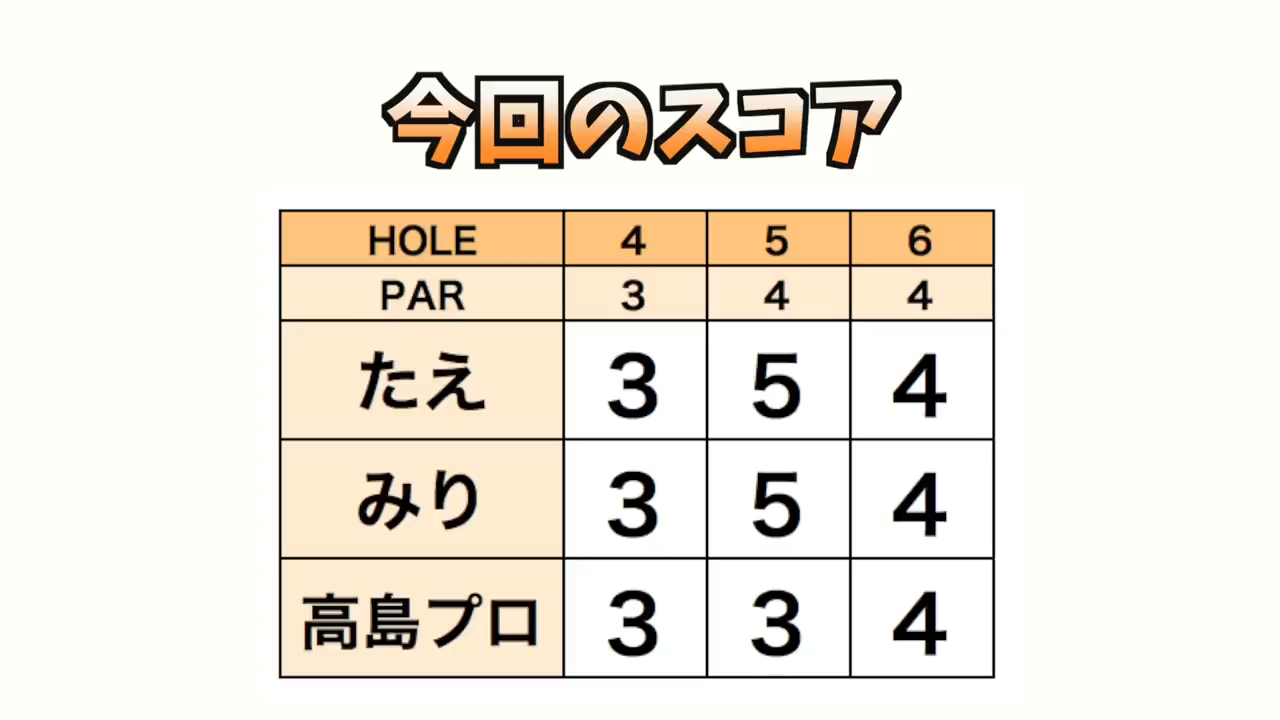 今回のスコア
HOLE 4 5 6
PAR 3 4 4
たえ 3 5 4
みり 3 5 4
高島プロ 3 3 4